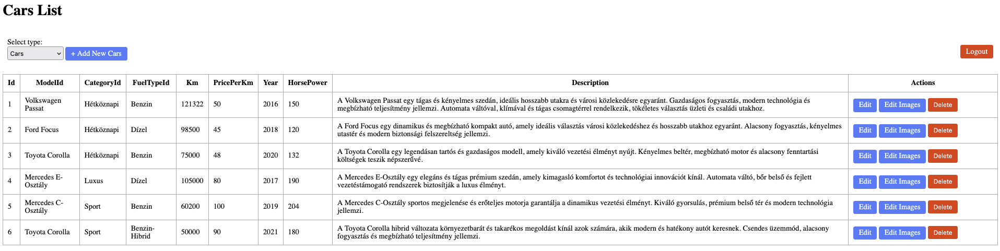 Cars List
Select type:
Cars
+ Add New Cars
Logout
Id ModelId CategoryId FuelTypeId Km PricePerKm Year HorsePower Description Actions
1 Volkswagen Passat Hétköznapi Benzin 121322 50 2016 150 A Volkswagen Passat egy tágas és kényelmes szedán, ideális hosszabb utakra és városi közlekedésre egyaránt. Gazdaságos fogyasztás, modern technológia és
megbízható teljesítmény jellemzi. Automata váltóval, klímával és tágas csomagtérrel rendelkezik, tökéletes választás üzleti és családi utakhoz. Edit Edit Images Delete
2 Ford Focus Hétköznapi Dízel 98500 45 2018 120 A Ford Focus egy dinamikus és megbízható kompakt autó, amely ideális választás városi közlekedéshez és hosszabb utakhoz egyaránt. Alacsony fogyasztás, kényelmes
utastér és modern biztonsági felszereltség jellemzi. Edit Edit Images Delete
3 Toyota Corolla Hétköznapi Benzin 75000 48 2020 132 A Toyota Corolla egy legendásan tartós és gazdaságos modell, amely kiváló vezetési élményt nyújt. Kényelmes beltér, megbízható motor és alacsony fenntartási
költségek teszik népszerűvé. Edit Edit Images Delete
4 Mercedes E-Osztály Luxus Dízel 105000 80 2017 190 A Mercedes E-Osztály egy elegáns és tágas prémium szedán, amely kimagasló komfortot és technológiai innovációt kínál. Automata váltó, bőr belső és fejlett
vezetéstámogató rendszerek biztosítják a luxus élményt. Edit Edit Images Delete
5 Mercedes C-Osztály Sport Benzin 60200 100 2019 204 A Mercedes C-Osztály sportos megjelenése és erőteljes motorja garantálja a dinamikus vezetési élményt. Kiváló gyorsulás, prémium belső tér és modern technológia
jellemzi. Edit Edit Images Delete
6 Toyota Corolla Sport Benzin-Hibrid 50000 90 2021 180 A Toyota Corolla hibrid változata környezetbarát és takarékos megoldást kínál azok számára, akik modern és hatékony autót keresnek. Csendes üzemmód, alacsony
fogyasztás és megbízható teljesítmény jellemzi. Edit Edit Images Delete